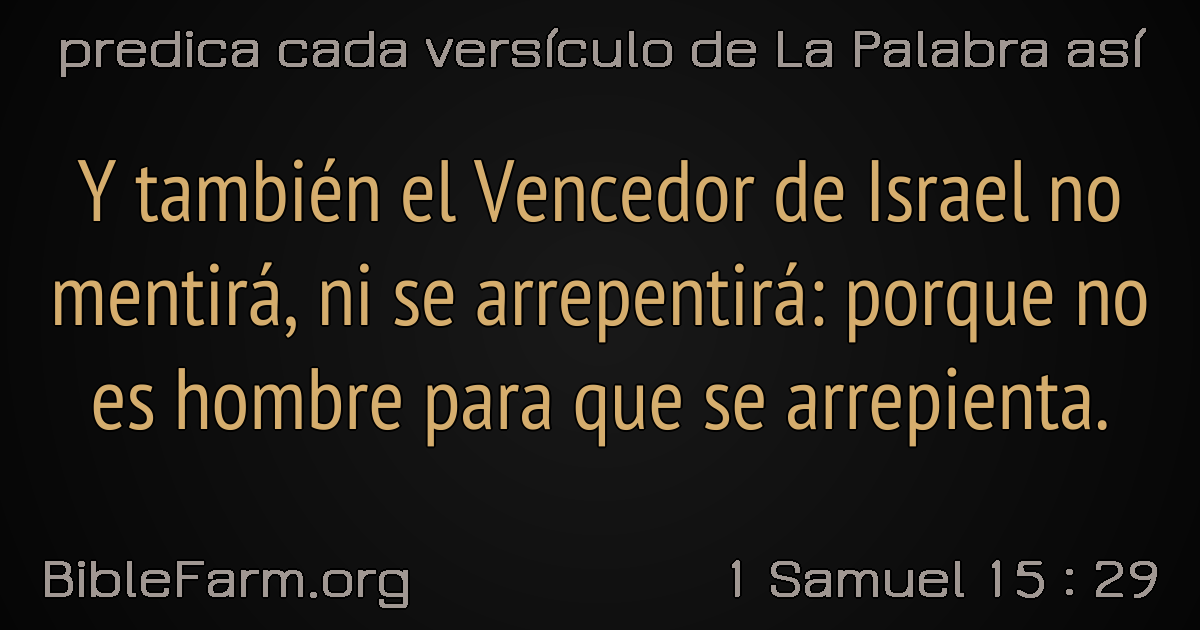 predica cada versículo de La Palabra así
Y también el Vencedor de Israel no
mentirá, ni se arrepentirá: porque no
es hombre para que se arrepienta.
BibleFarm.org
1 Samuel 15 : 29